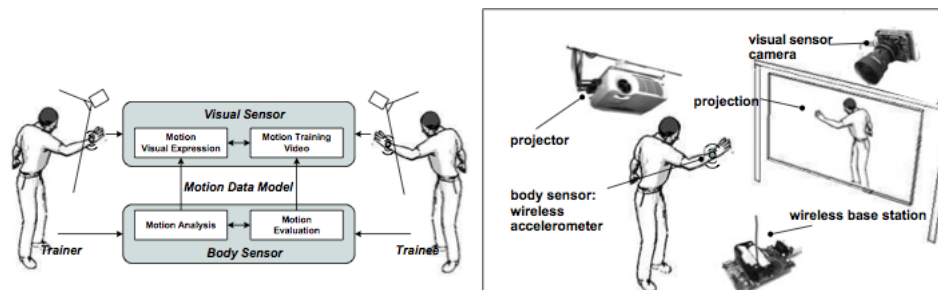 Visual Sensor
Motion
Visual Expression
Motion Training
Video
Motion Data Model
Motion Analysis
Motion
Evaluation
Body Sensor
Trainer
Trainee
visual sensor
camera
projection
projector
body sensor:
wireless
accelerometer
wireless base station